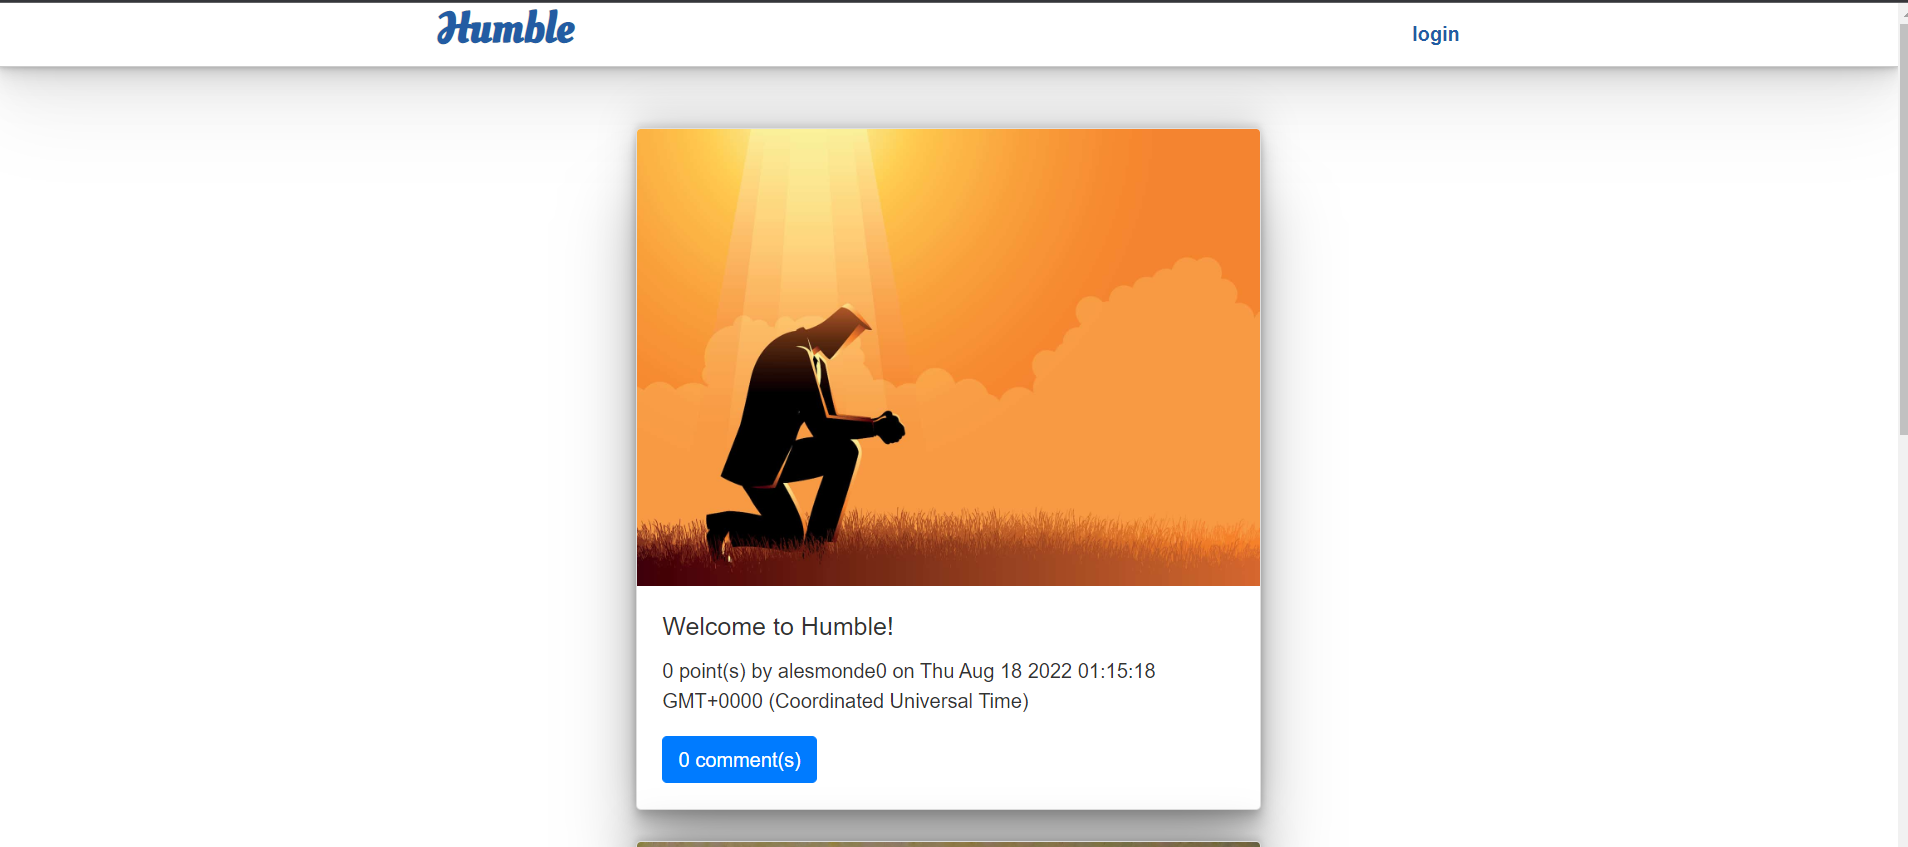 Humble
login
Welcome to Humble!
0 point(s) by alesmonde0 on Thu Aug 18 2022 01:15:18
GMT+0000 (Coordinated Universal Time)
0 comment(s)